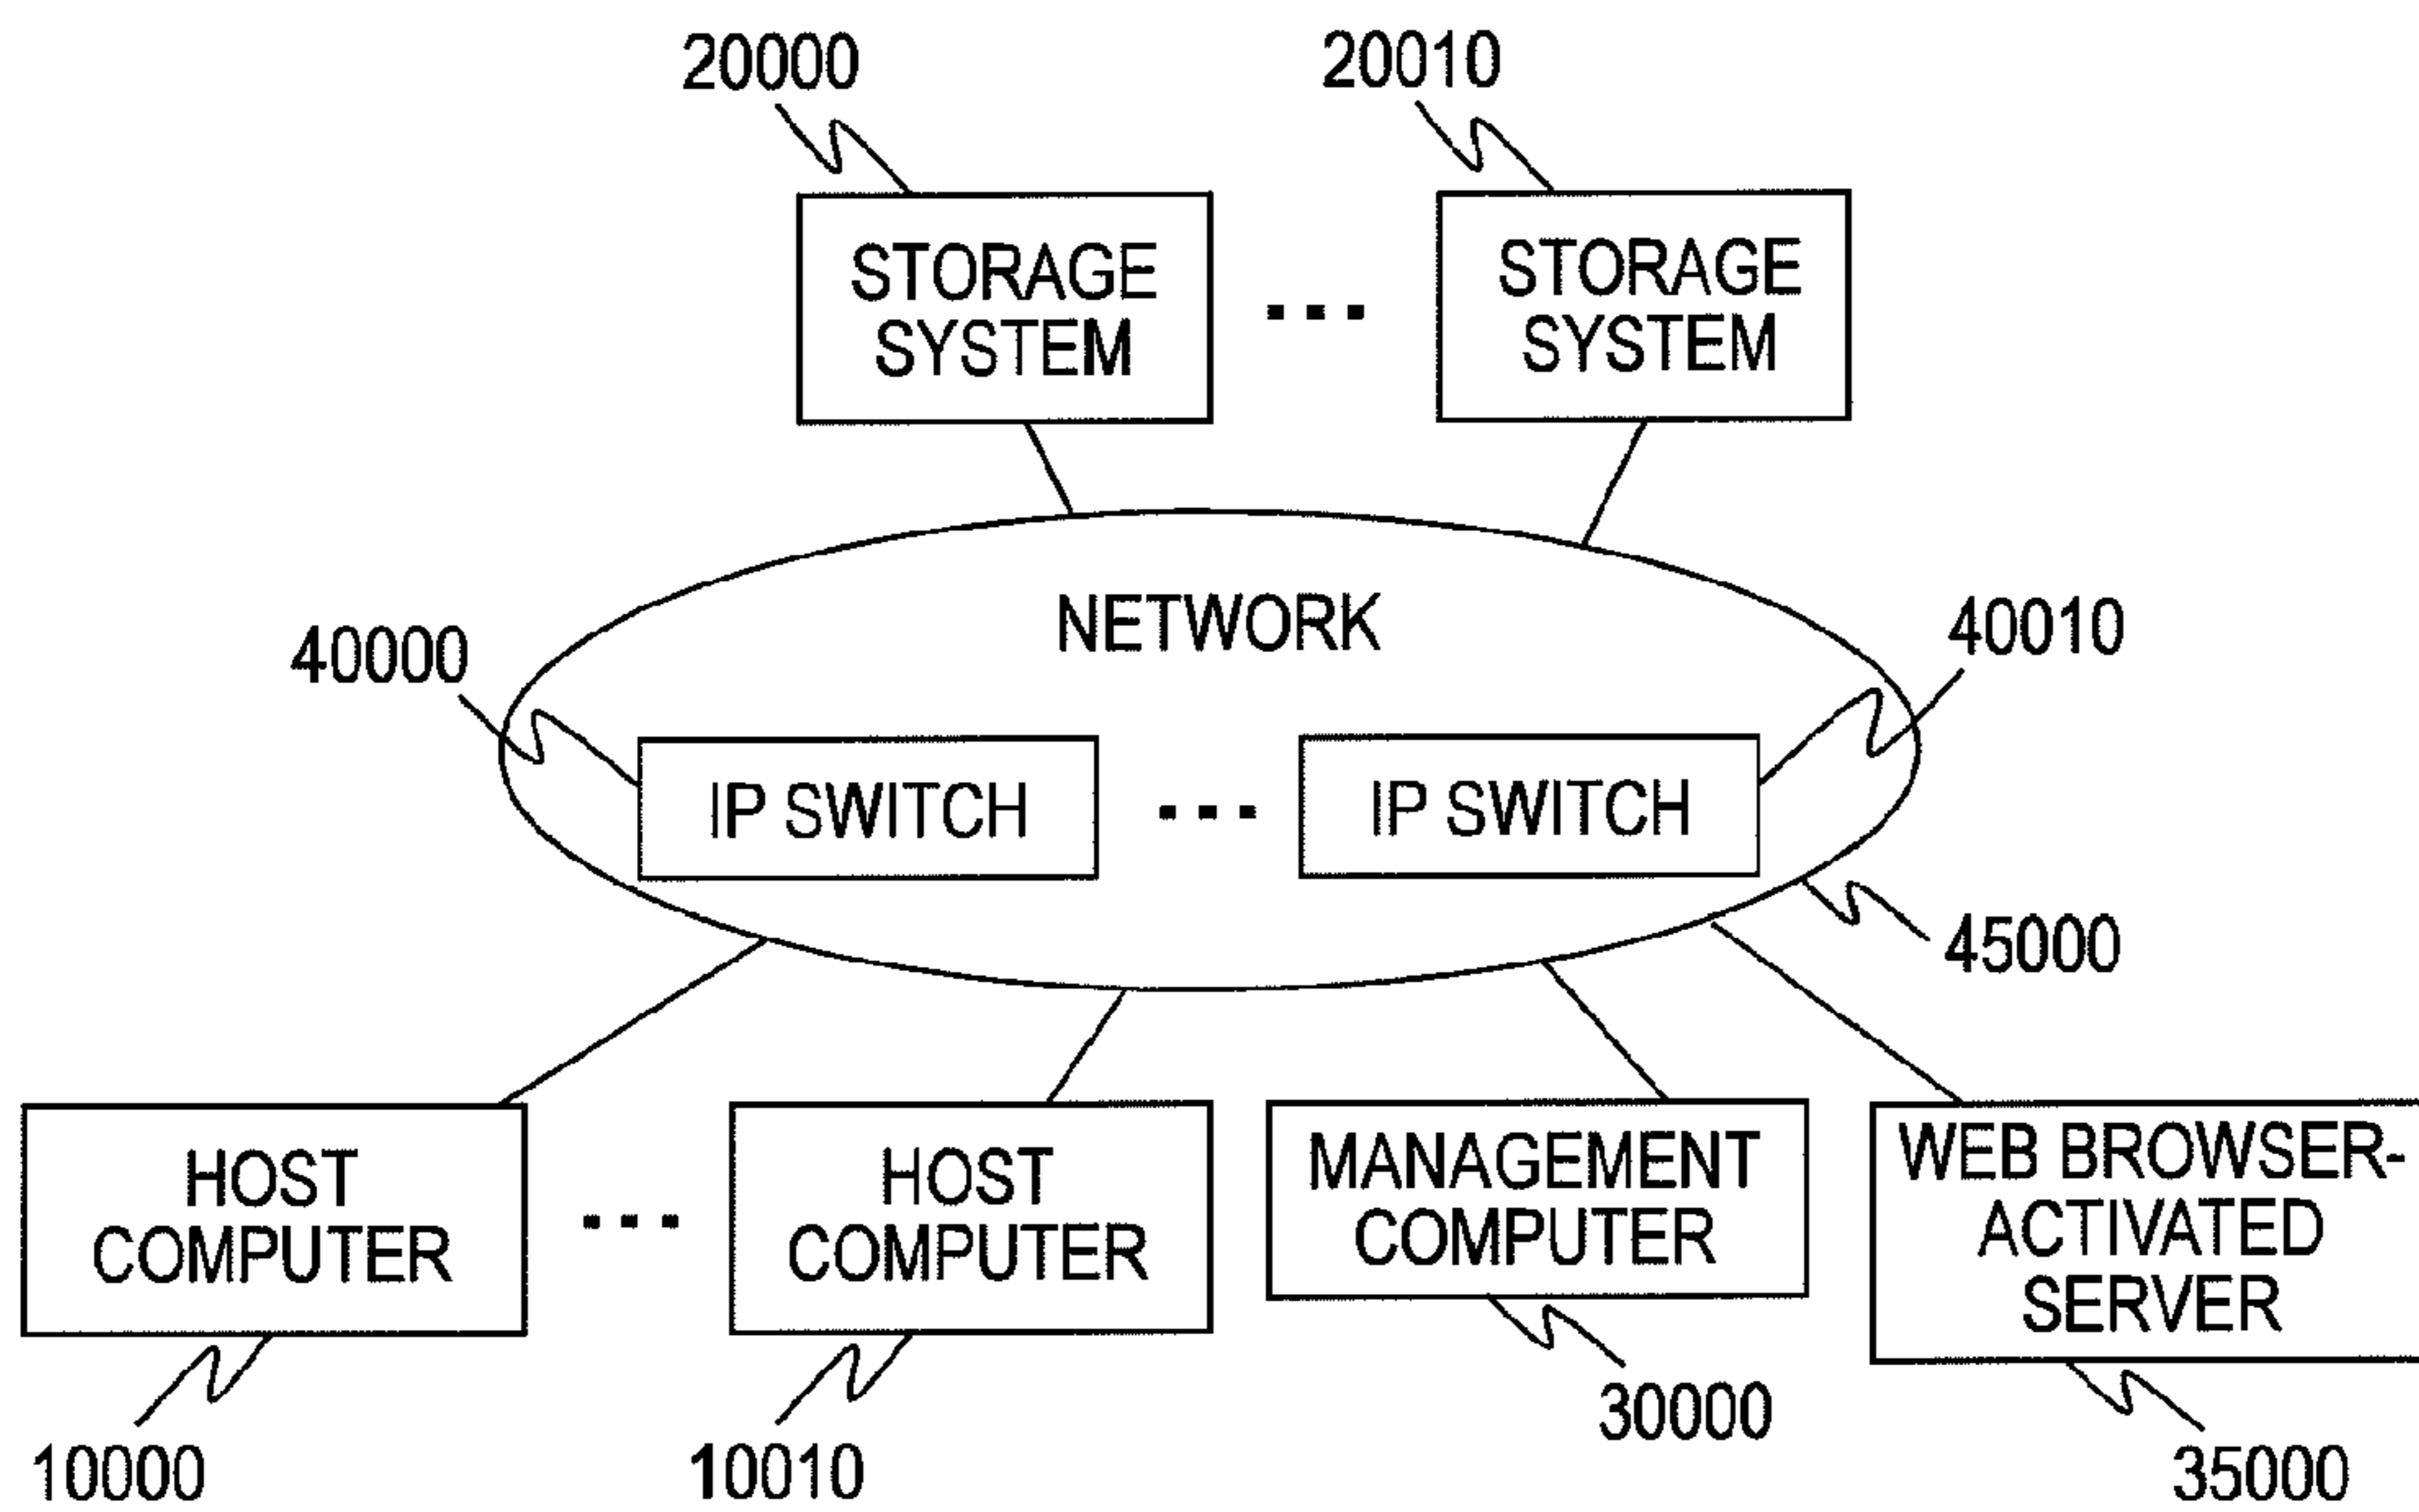 20000
20010
STORAGE
SYSTEM
...
STORAGE
SYSTEM
NETWORK
40000
40010
IP SWITCH
...
IP SWITCH
45000
HOST
COMPUTER
...
HOST
COMPUTER
MANAGEMENT
COMPUTER
WEB BROWSER-
ACTIVATED
SERVER
10000
10010
30000
35000